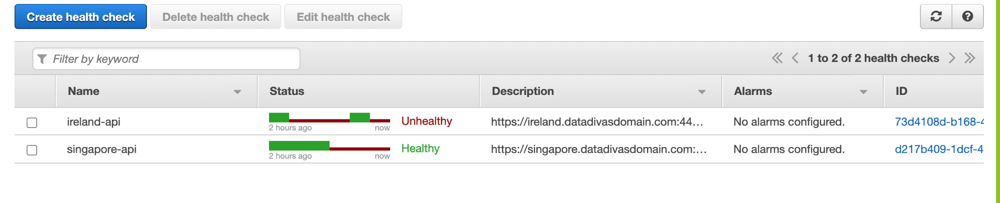 Create health check Delete health check Edit health check
Filter by keyword 1 to 2 of 2 health checks
Name Status Description Alarms ID
ireland-api Unhealthy https://ireland.datadivasdomain.com:44... No alarms configured. 73d4108d-b168-4
2 hours ago now
singapore-api Healthy https://singapore.datadivasdomain.com:... No alarms configured. d217b409-1dcf-4
2 hours ago now